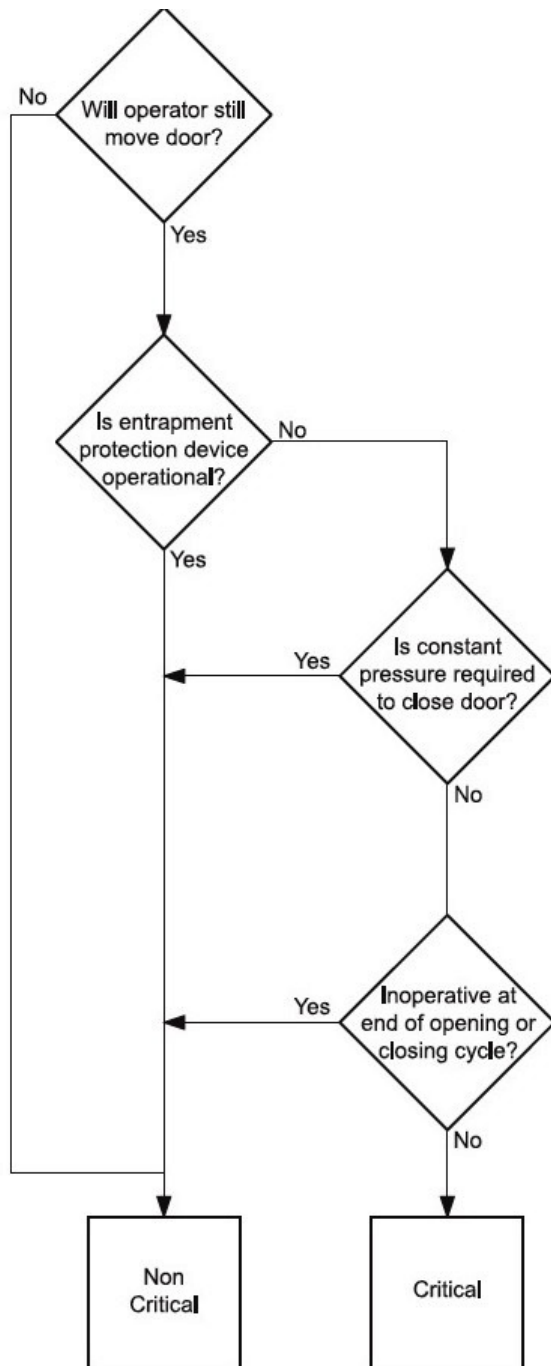 No
Will operator still
move door?
Yes
Is entrapment
protection device
operational?
No
Yes
Yes
Is constant
pressure required
to close door?
No
Yes
Inoperative at
end of opening or
closing cycle?
No
Non
Critical
Critical